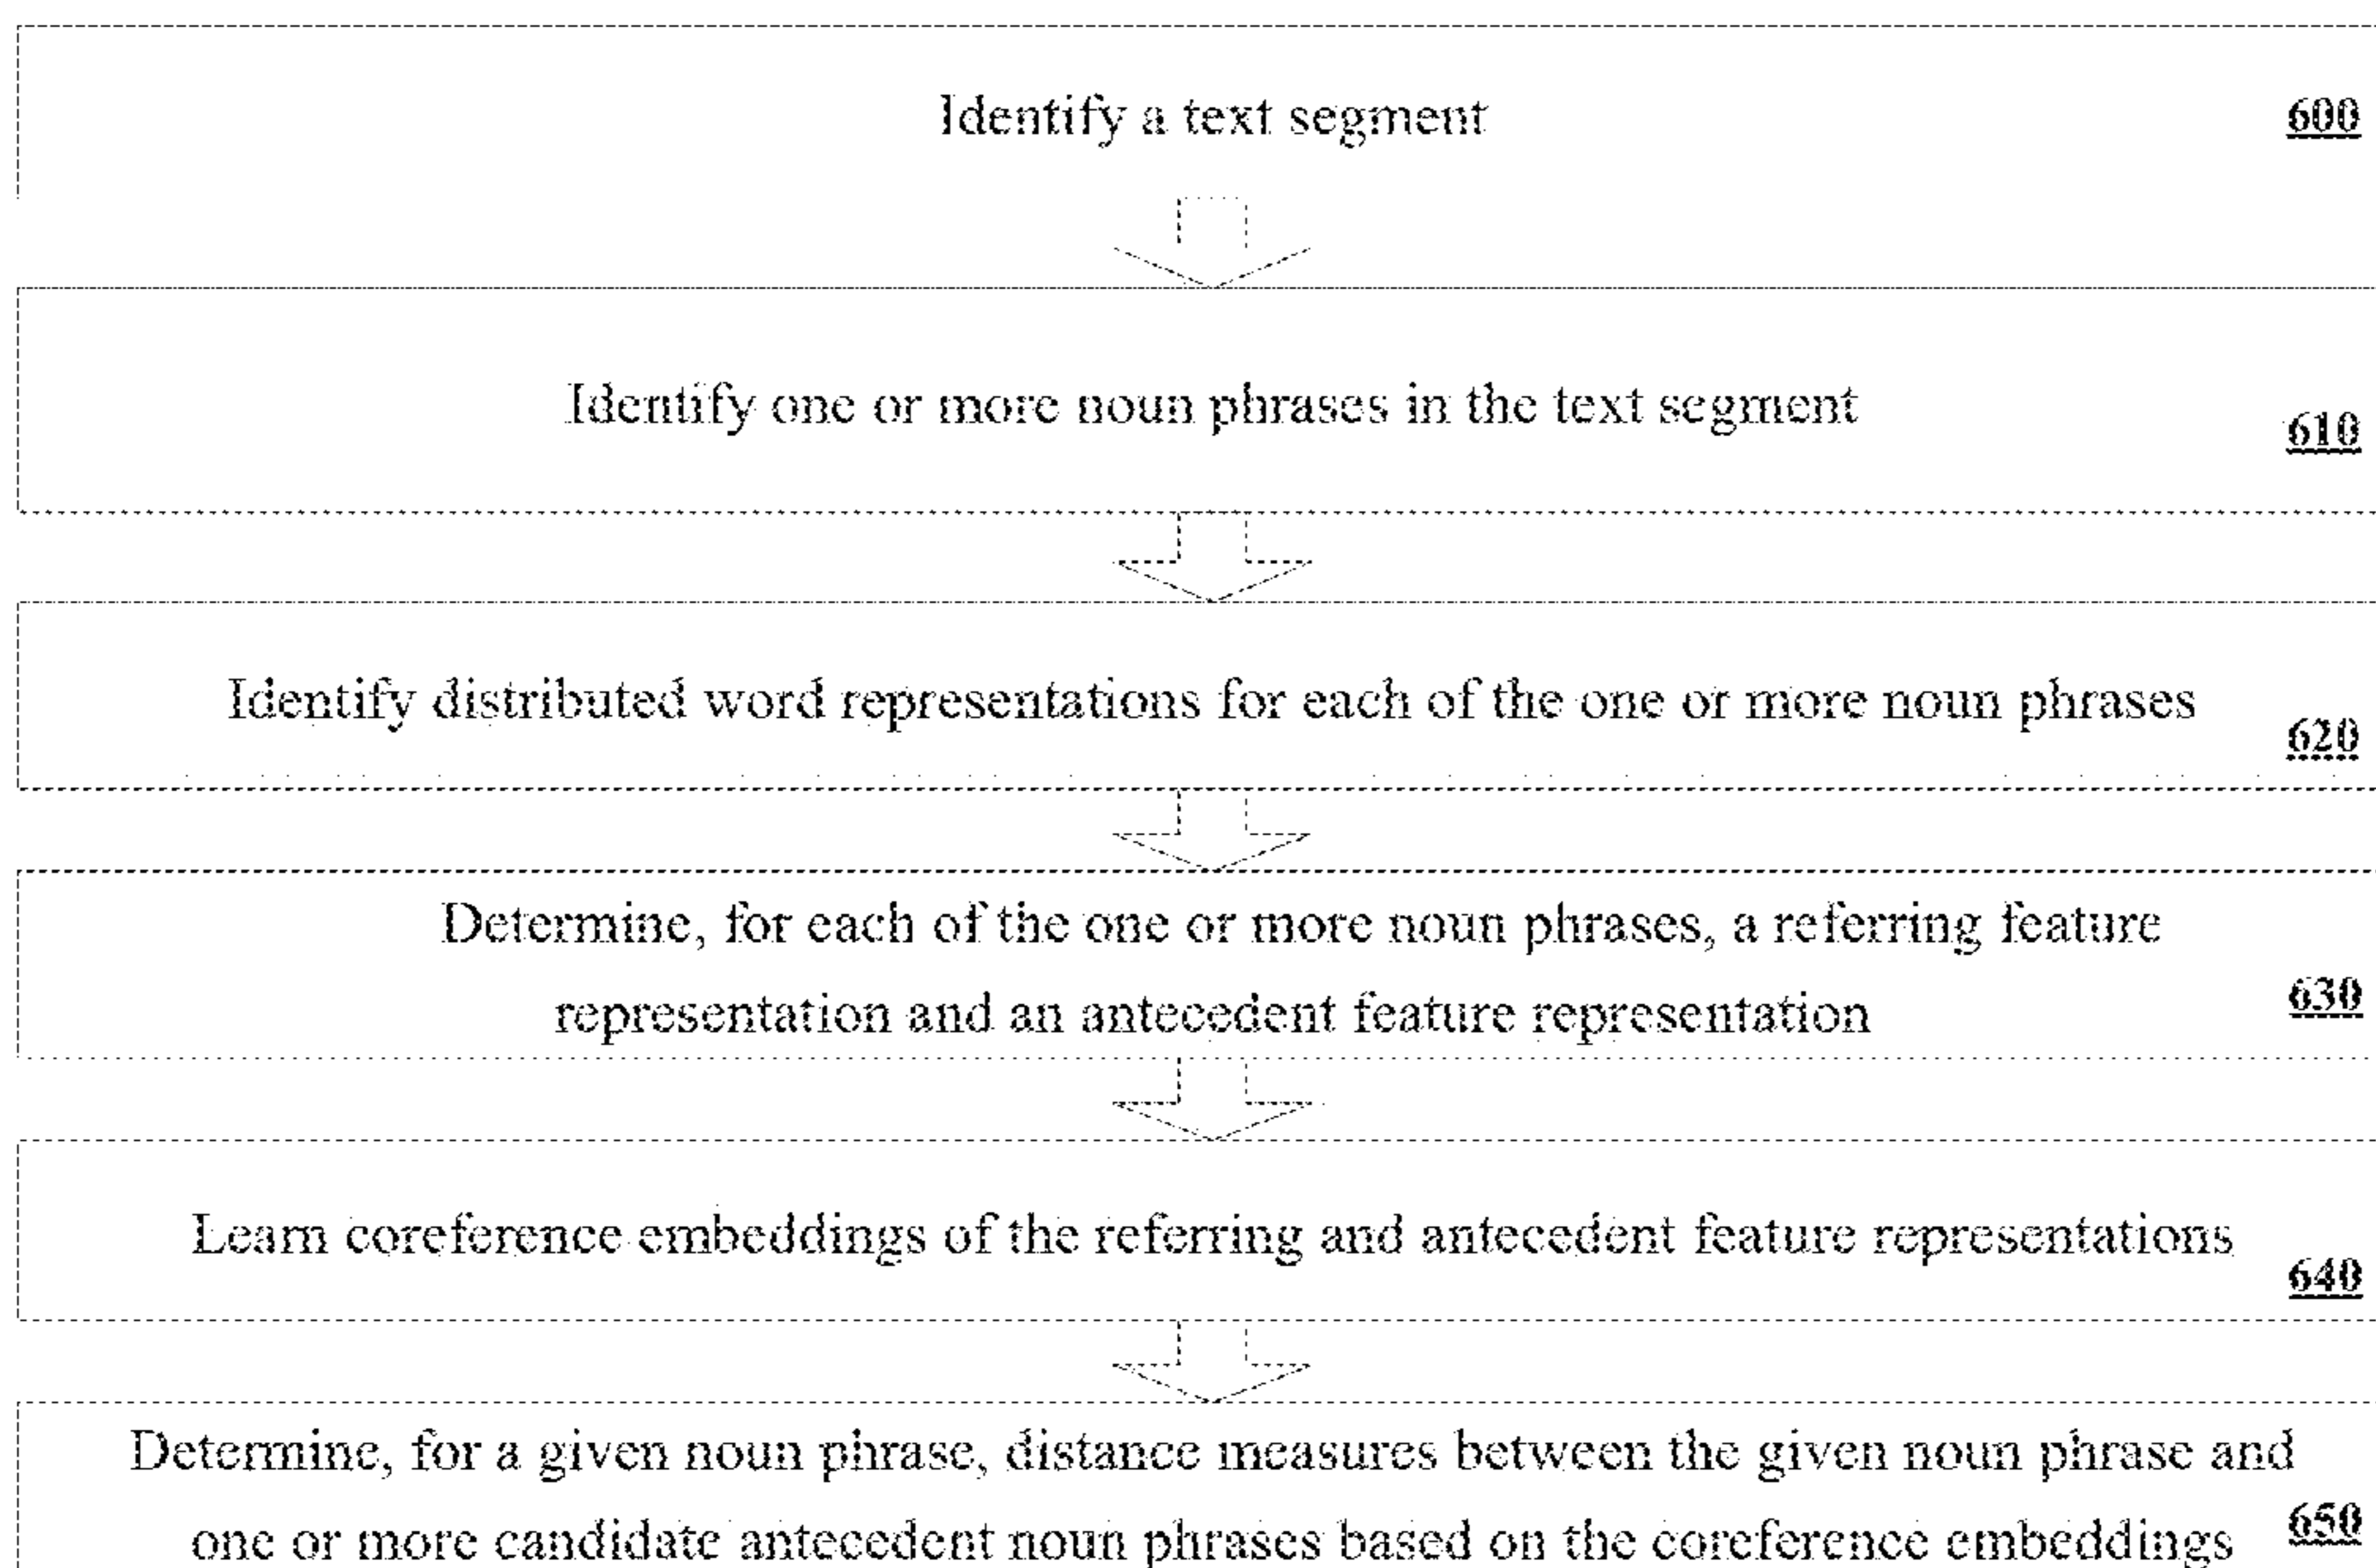 Identify a text segment
600
Identify one or more noun phrases in the text segment
610
Identify distributed word representations for each of the one or more noun phrases
620
Determine, for each of the one or more noun phrases, a referring feature
representation and an antecedent feature representation
630
Learn coreference embeddings of the referring and antecedent feature representations
640
Determine, for a given noun phrase, distance measures between the given noun phrase and
one or more candidate antecedent noun phrases based on the coreference embeddings
650